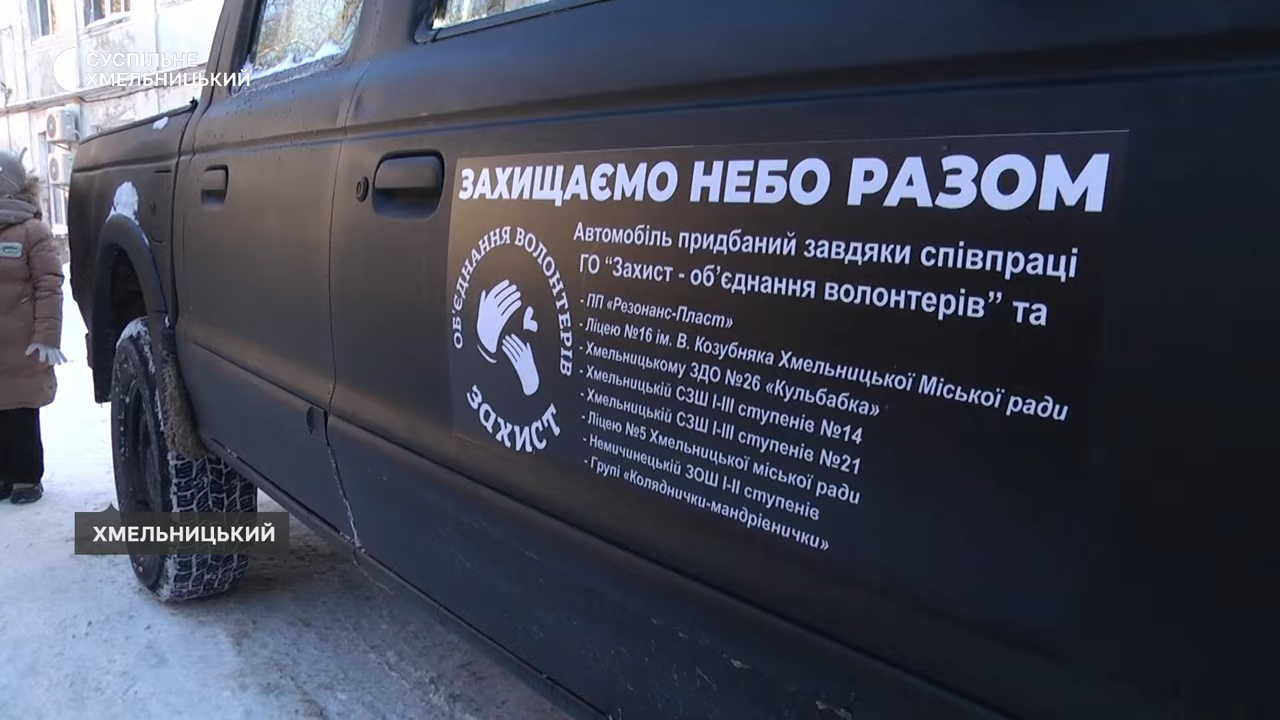 СУСПІЛЬНЕ
ХМЕЛЬНИЦЬКИЙ
ЗАХИЩАЄМО НЕБО РАЗОМ
ОБ'ЄДНАННЯ ВОЛОНТЕРІВ
ЗАХИСТ
Автомобіль придбаний завдяки співпраці
ГО “Захист - об’єднання волонтерів” та
- ПП «Резонанс-Пласт»
- Ліцею №16 ім. В. Козубняка Хмельницької Міської ради
- Хмельницькому ЗДО №26 «Кульбабка»
- Хмельницькій СЗШ І-ІІІ ступенів №14
- Хмельницькій СЗШ І-ІІІ ступенів №21
- Ліцею №5 Хмельницької міської ради
- Немичинецькій ЗОШ І-ІІ ступенів
- Групі «Коляднички-мандрівнички»
ХМЕЛЬНИЦЬКИЙ